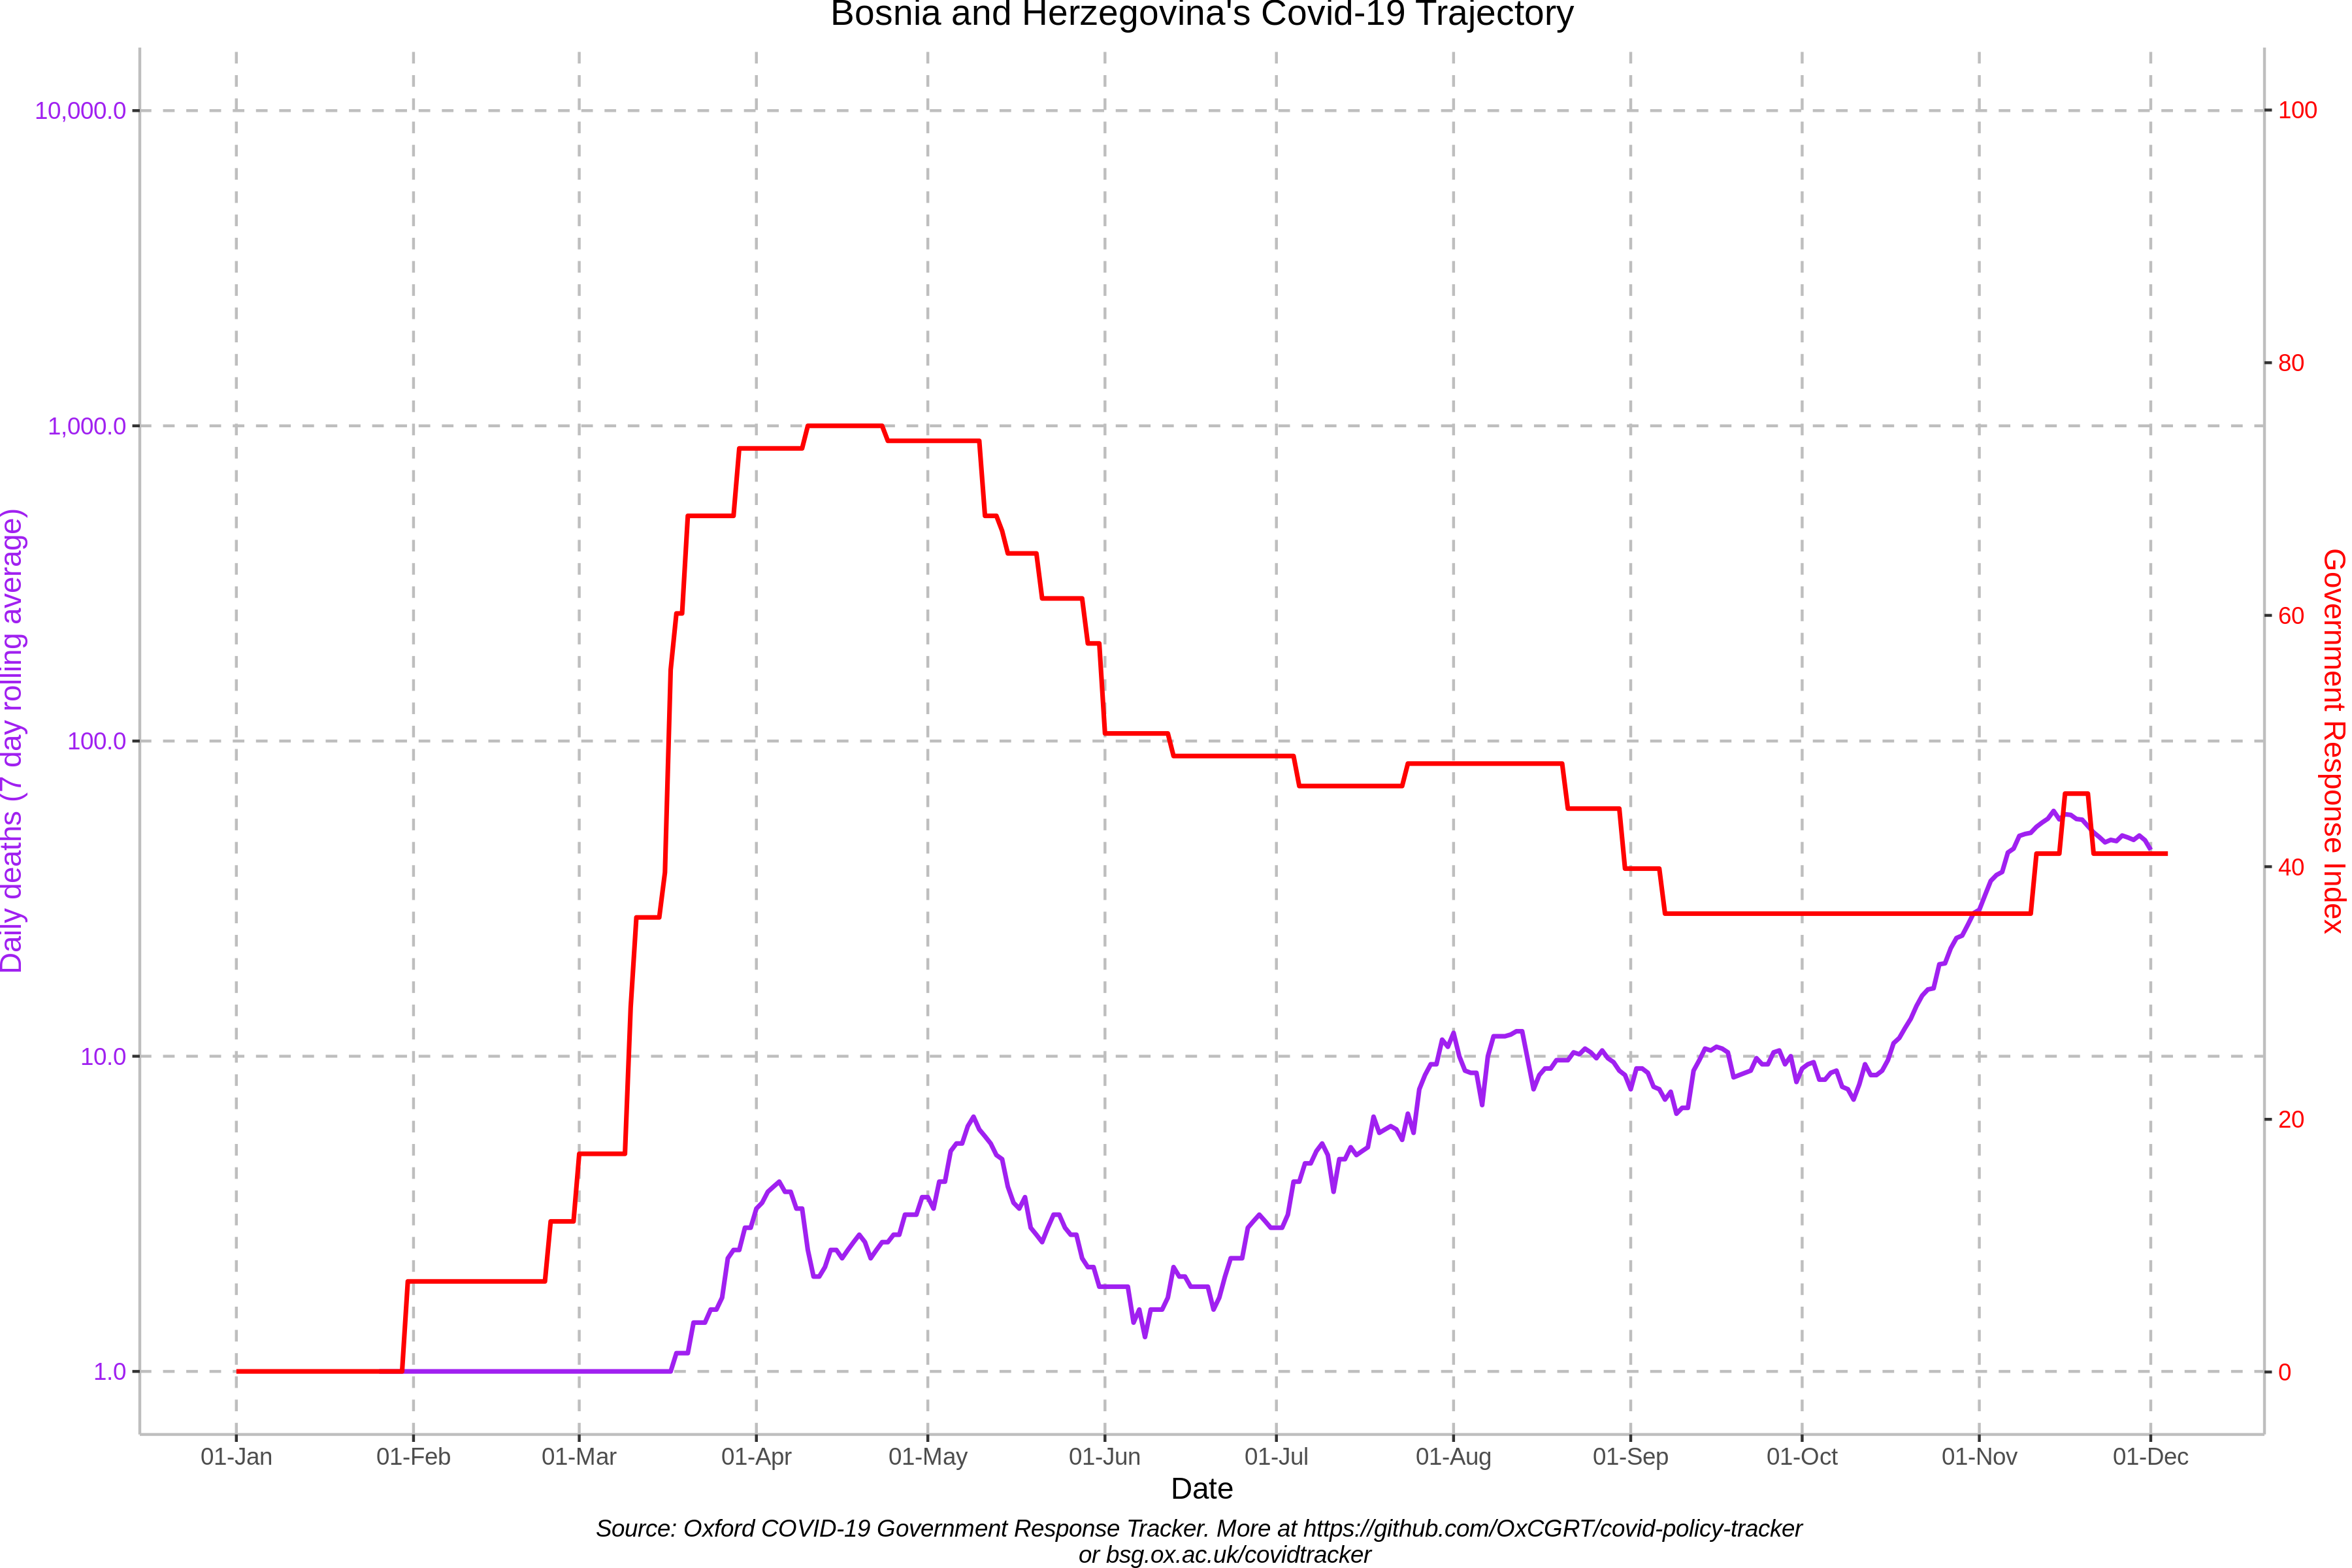 Bosnia and Herzegovina's Covid-19 Trajectory
10,000.0
1,000.0
100.0
10.0
1.0
Daily deaths (7 day rolling average)
100
80
60
40
20
0
Government Response Index
01-Jan 01-Feb 01-Mar 01-Apr 01-May 01-Jun 01-Jul 01-Aug 01-Sep 01-Oct 01-Nov 01-Dec
Date
Source: Oxford COVID-19 Government Response Tracker. More at https://github.com/OxCGRT/covid-policy-tracker
or bsg.ox.ac.uk/covidtracker